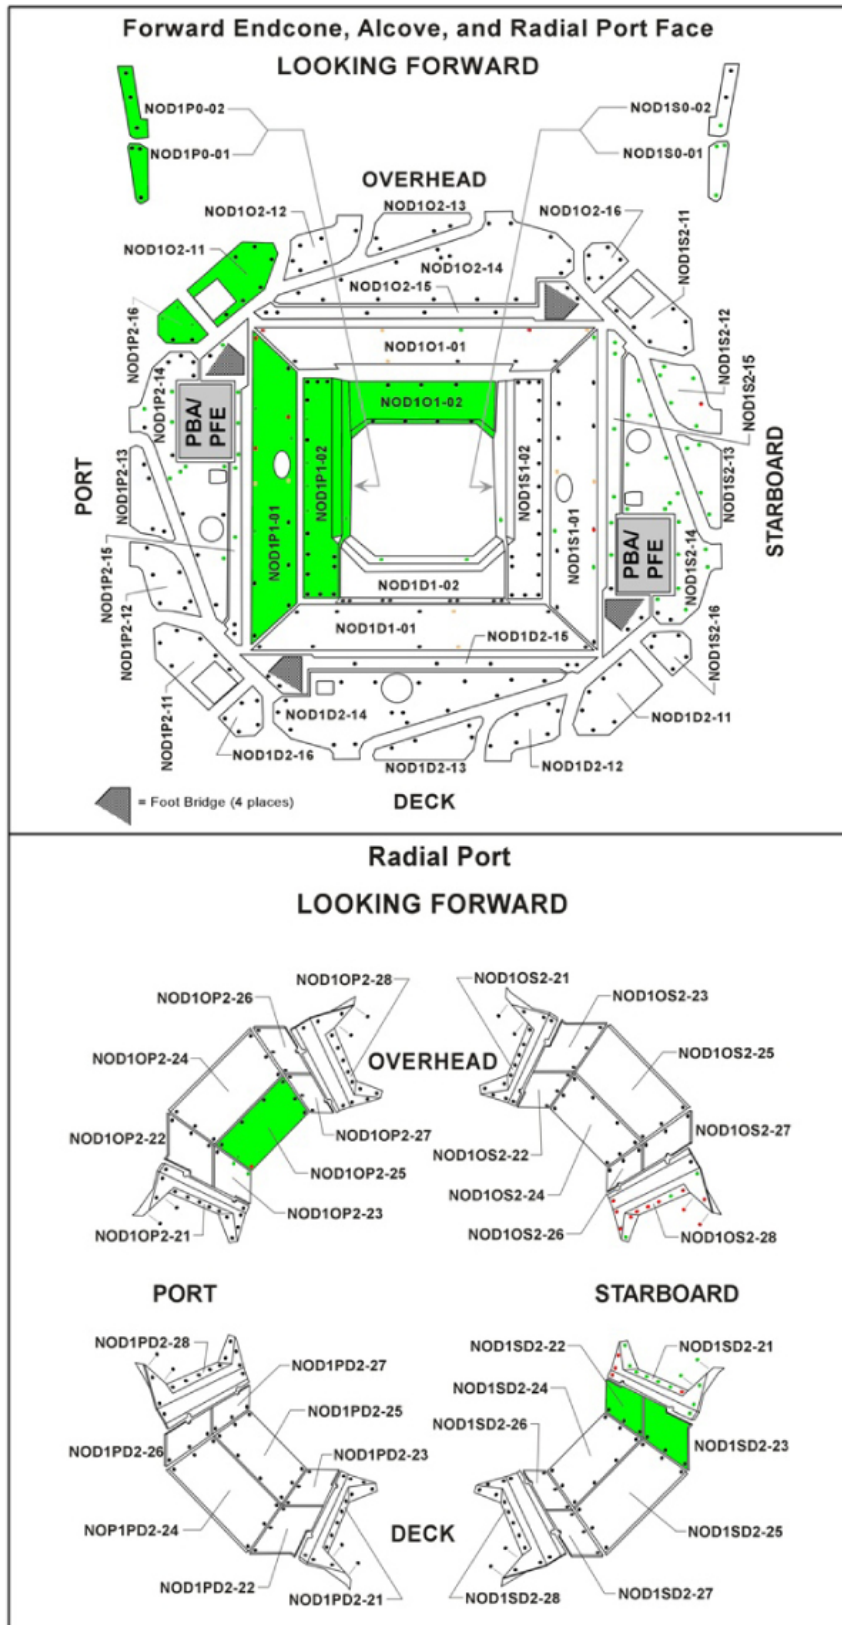 Forward Endcone, Alcove, and Radial Port Face
LOOKING FORWARD
NOD1P0-02
NOD1S0-02
NOD1P0-01
NOD1S0-01
OVERHEAD
NOD1O2-12
NOD1O2-13
NOD1O2-16
NOD1S2-11
NOD1O2-11
NOD1O2-14
NOD1O2-15
NOD1P2-16
NOD1S2-12
NOD1S2-15
NOD1O1-01
NOD1P2-14
NOD1O1-02
PBA/
PFE
NOD1P2-13
NOD1P1-02
NOD1S1-02
NOD1S2-13
PORT
STARBOARD
NOD1P1-01
NOD1S1-01
PBA/
PFE
NOD1S2-14
NOD1P2-15
NOD1P2-12
NOD1D1-02
NOD1D1-01
NOD1D2-15
NOD1S2-16
NOD1P2-11
NOD1D2-14
NOD1D2-11
NOD1D2-16
NOD1D2-13
NOD1D2-12
= Foot Bridge (4 places)
DECK
Radial Port
LOOKING FORWARD
NOD1OP2-28
NOD1OS2-21
NOD1OP2-26
NOD1OS2-23
NOD1OP2-24
OVERHEAD
NOD1OS2-25
NOD1OP2-22
NOD1OP2-27
NOD1OS2-27
NOD1OS2-22
NOD1OP2-25
NOD1OS2-24
NOD1OP2-23
NOD1OP2-21
NOD1OS2-26
NOD1OS2-28
PORT
STARBOARD
NOD1PD2-28
NOD1SD2-22
NOD1SD2-21
NOD1PD2-27
NOD1SD2-24
NOD1PD2-25
NOD1SD2-26
NOD1PD2-26
NOD1PD2-23
NOD1SD2-23
NOP1PD2-24
DECK
NOD1SD2-25
NOD1PD2-22
NOD1PD2-21
NOD1SD2-28
NOD1SD2-27